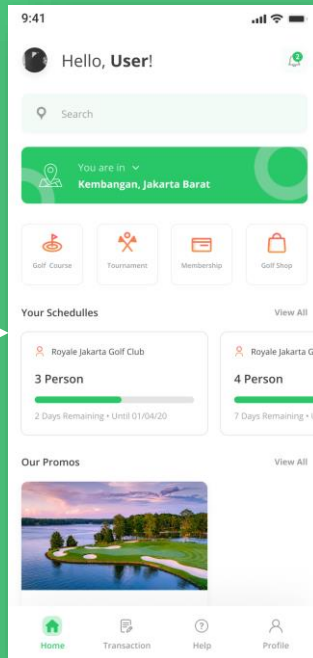 9:41
Hello, User!
2
Search
You are in
Kembangan, Jakarta Barat
Golf Course
Tournament
Membership
Golf Shop
Your Schedulles
View All
Royale Jakarta Golf Club
Royale Jakarta G
3 Person
4 Person
2 Days Remaining • Until 01/04/20
7 Days Remaining •
Our Promos
View All
Home
Transaction
Help
Profile